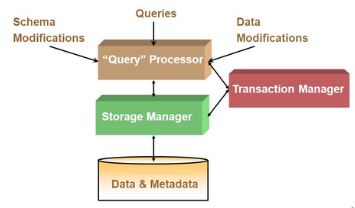 Queries
Schema
Modifications
Data
Modifications
“Query” Processor
Transaction Manager
Storage Manager
Data & Metadata